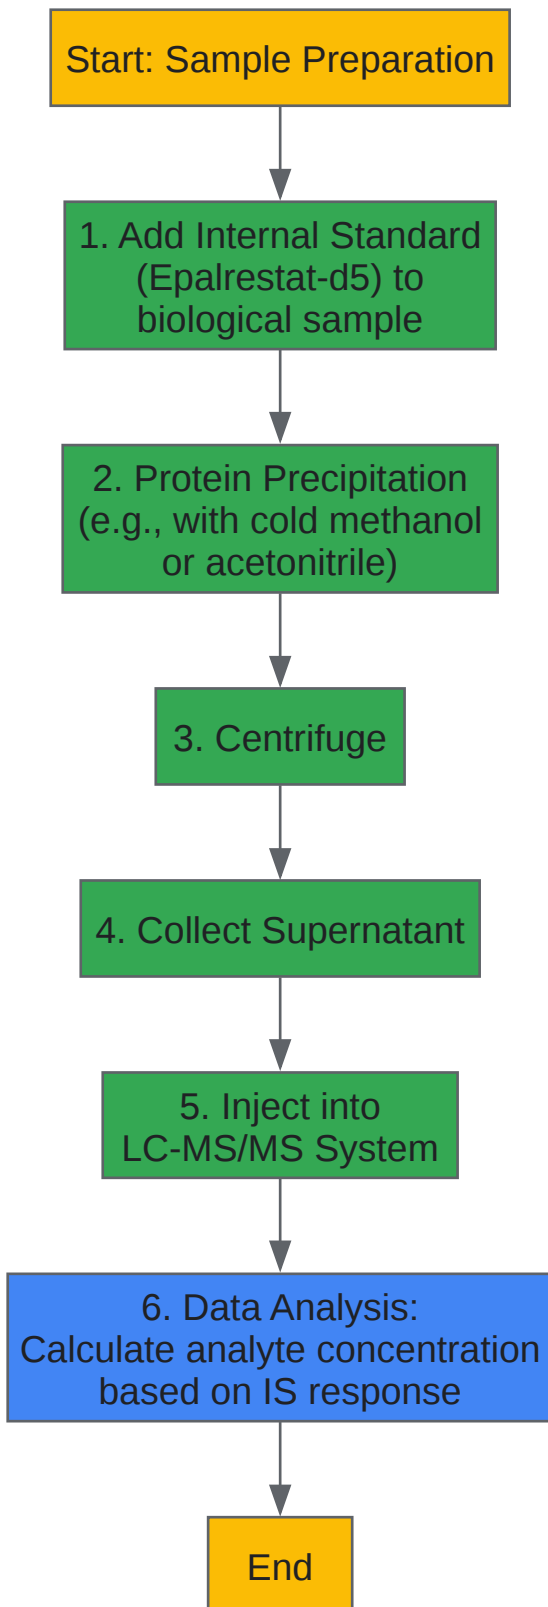 Start: Sample Preparation
1. Add Internal Standard
(Epalrestat-d5) to
biological sample
2. Protein Precipitation
(e.g., with cold methanol
or acetonitrile)
3. Centrifuge
4. Collect Supernatant
5. Inject into
LC-MS/MS System
6. Data Analysis:
Calculate analyte concentration
based on IS response
End